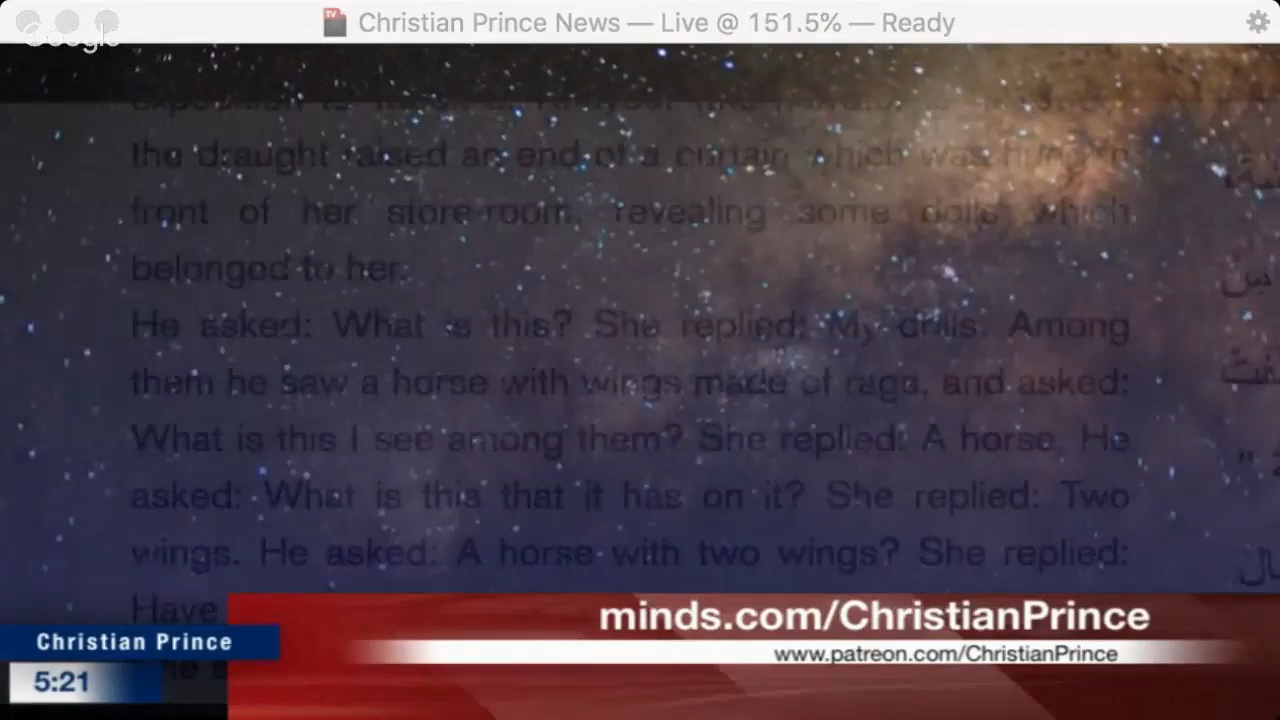 Christian Prince News — Live @ 151.5% — Ready
Google
the draught raised an end of a curtain which was hung in
front of her store-room, revealing some dolls which
belonged to her.
He asked: What is this? She replied: My dolls. Among
them he saw a horse with wings made of rags, and asked:
What is this I see among them? She replied: A horse. He
asked: What is this that it has on it? She replied: Two
wings. He asked: A horse with two wings? She replied:
Have
minds.com/ChristianPrince
Christian Prince
www.patreon.com/ChristianPrince
5:21